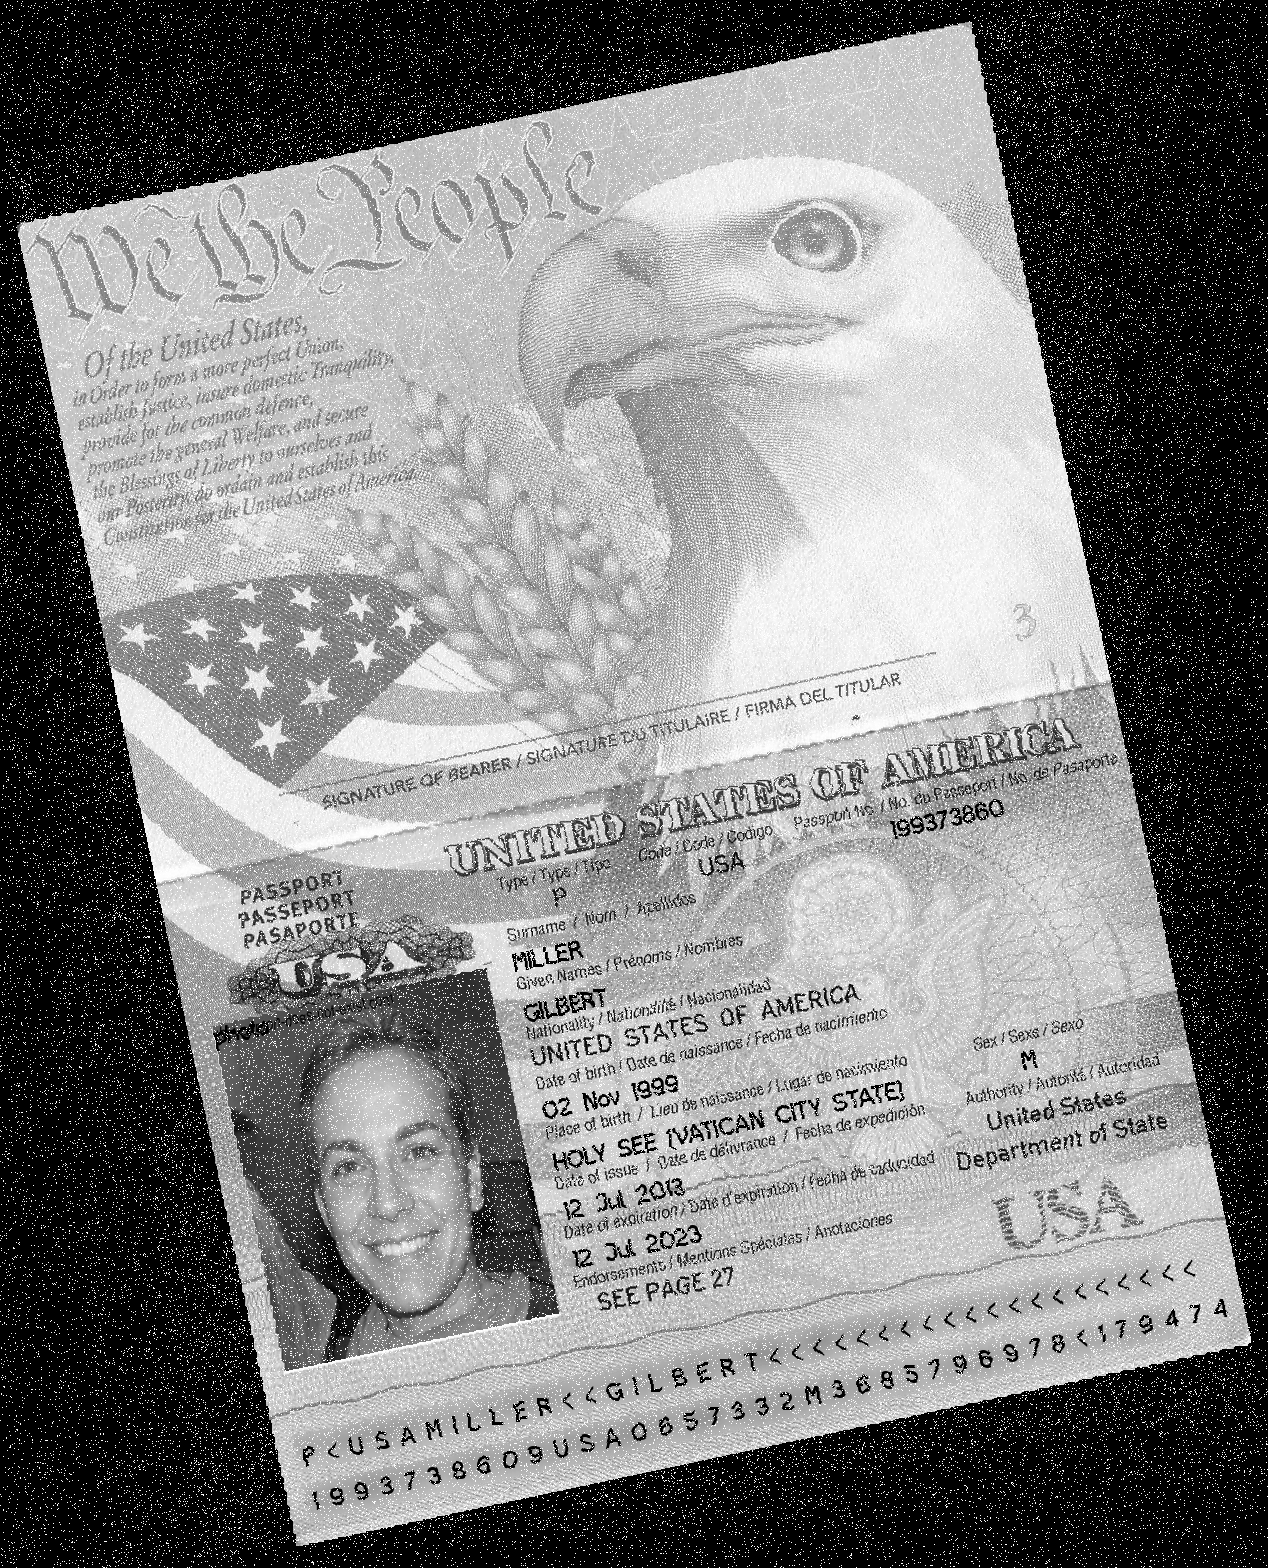 We the People
Of the United States,
in Order to form a more perfect Union,
establish Justice, insure domestic Tranquility,
provide for the common defence,
promote the general Welfare, and secure
the Blessings of Liberty to ourselves and
our Posterity, do ordain and establish this
Constitution for the United States of America.
3
SIGNATURE OF BEARER / SIGNATURE DU TITULAIRE / FIRMA DEL TITULAR
UNITED STATES OF AMERICA
PASSPORT
PASSEPORT
PASAPORTE
USA
Type / Type / Tipo Code / Code / Codigo Passport No. / No. du Passeport / No. de Pasaporte
P USA 199373860
Surname / Nom / Apellidos
MILLER
Given Names / Prénoms / Nombres
GILBERT
Nationality / Nationalité / Nacionalidad
UNITED STATES OF AMERICA
Date of birth / Date de naissance / Fecha de nacimiento
02 Nov 1999
Place of birth / Lieu de naissance / Lugar de nacimiento
HOLY SEE (VATICAN CITY STATE)
Sex / Sexe / Sexo
M
Date of issue / Date de délivrance / Fecha de expedición
12 Jul 2013
Authority / Autorité / Autoridad
United States
Department of State
Date of expiration / Date d'expiration / Fecha de caducidad
12 Jul 2023
Endorsements / Mentions Spéciales / Anotaciones
SEE PAGE 27
USA
P<USAMILLER<<GILBERT<<<<<<<<<<<<<<<<<<<
1993738609USA0657332M3685796978<179474